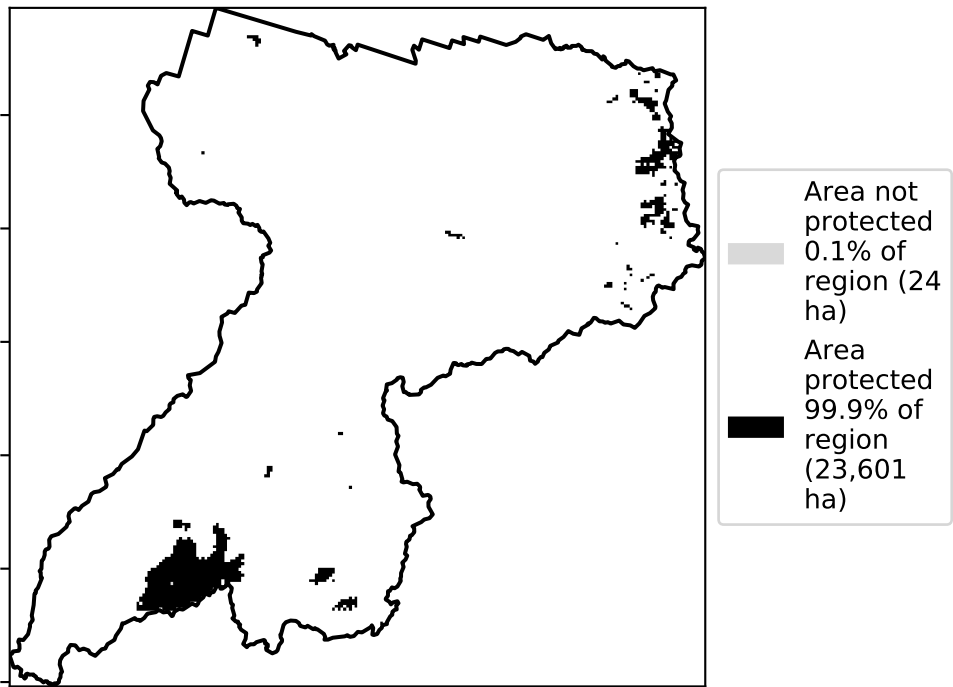 Area not
protected
0.1% of
region (24
ha)
Area
protected
99.9% of
region
(23,601
ha)